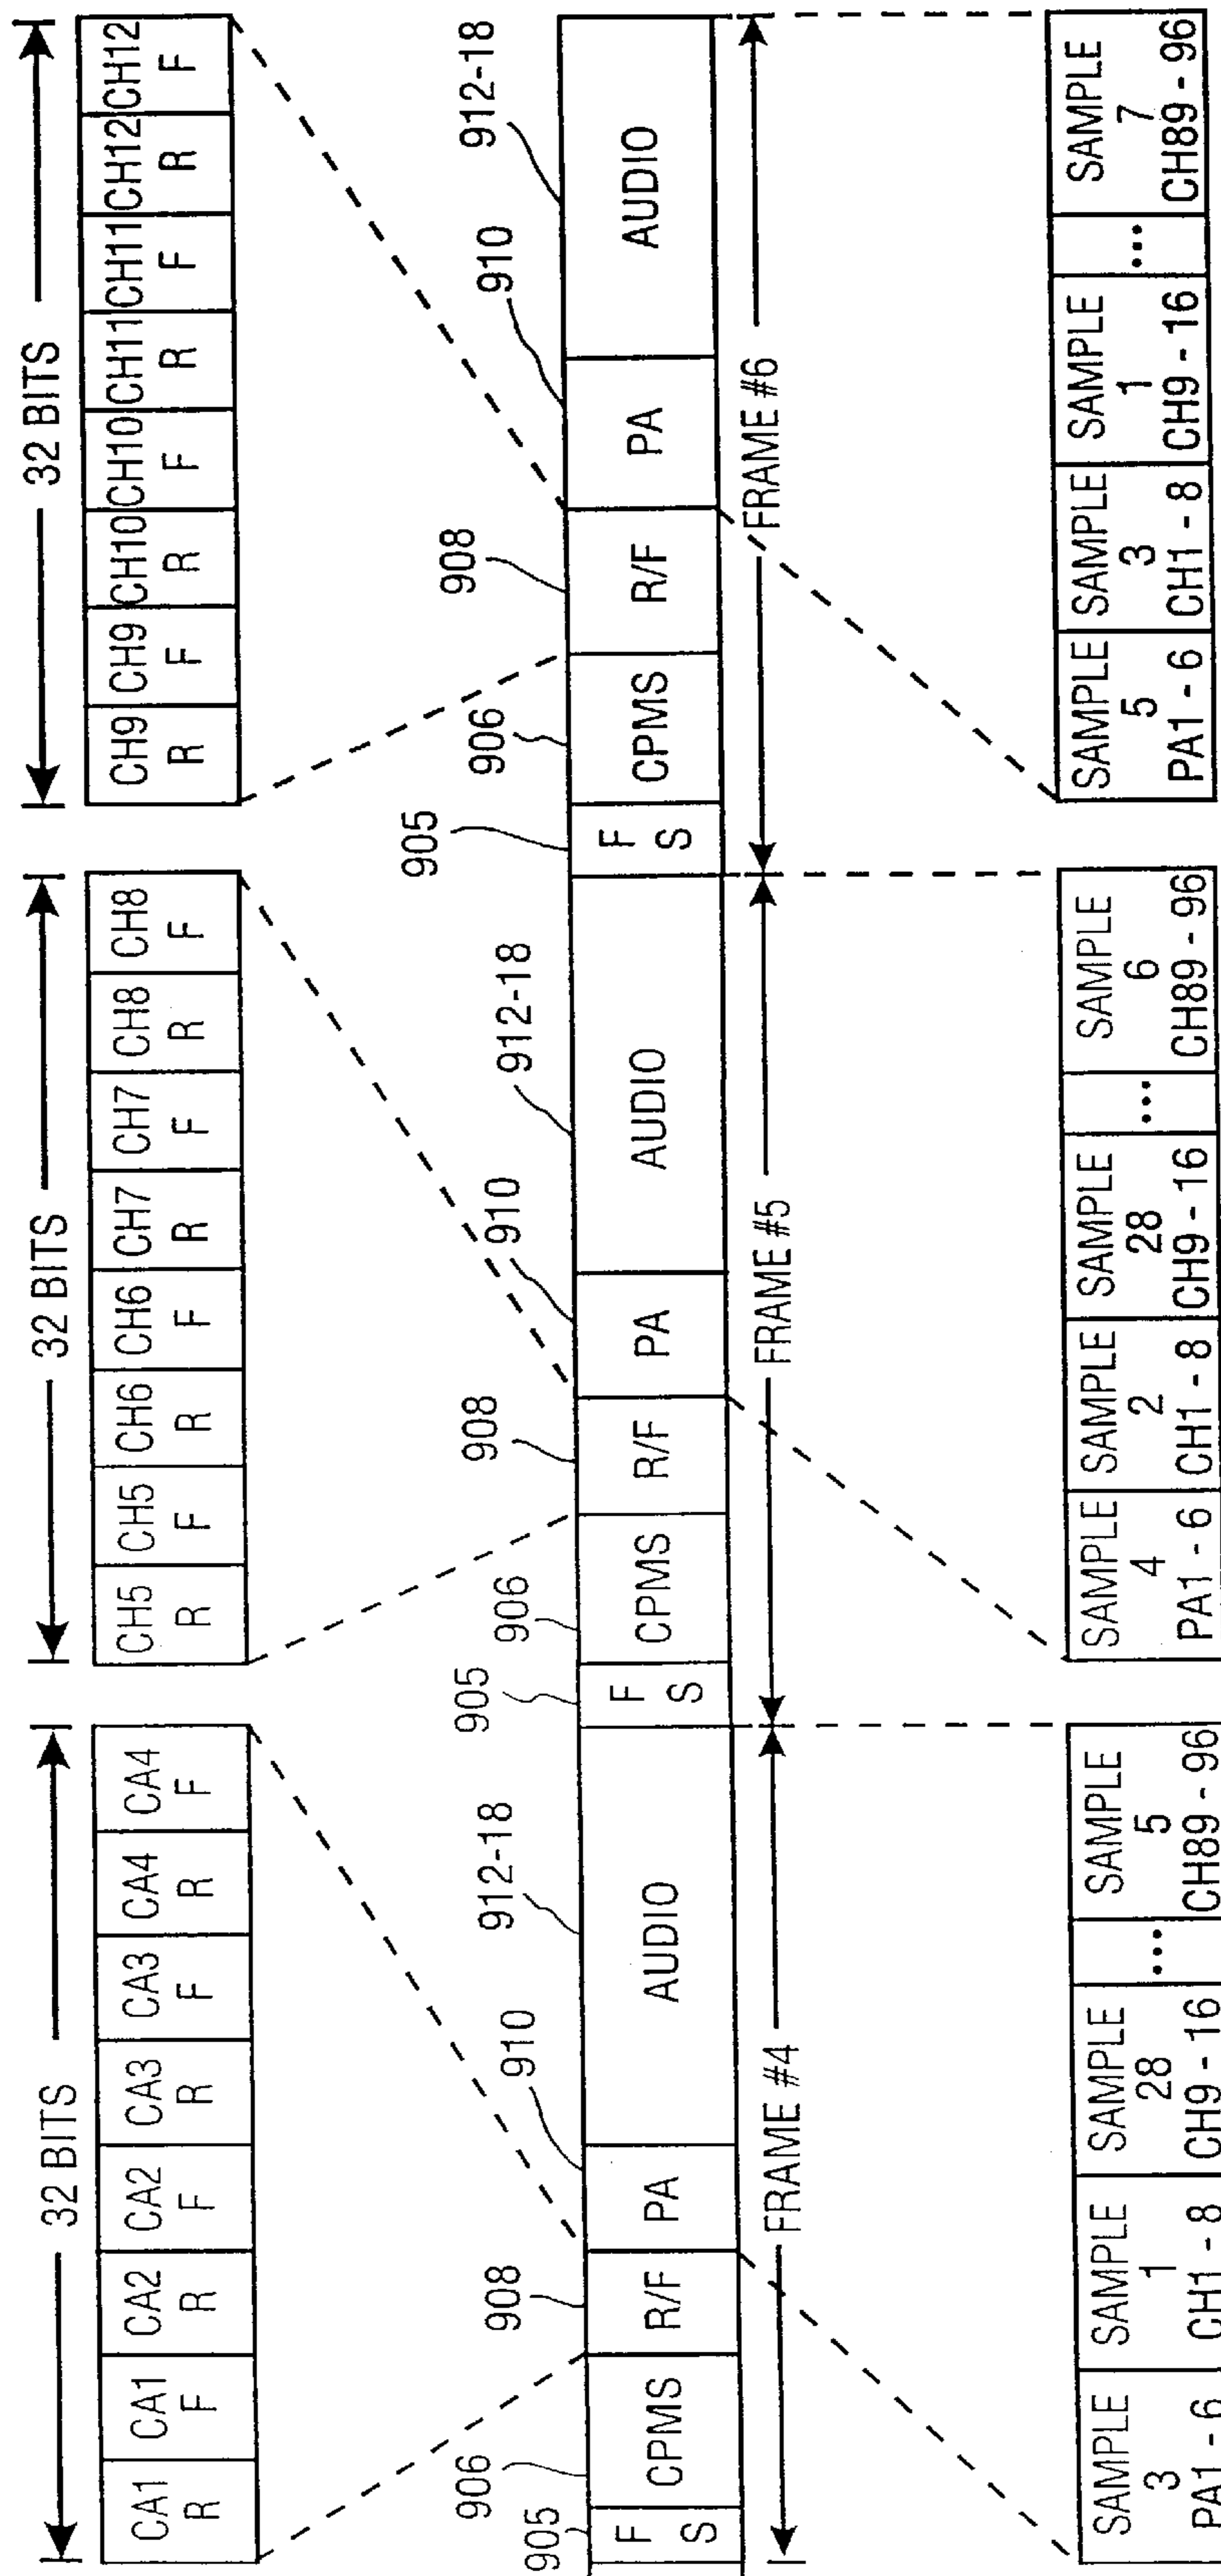 32 BITS
32 BITS
32 BITS
CA1 CA1 CA2 CA2 CA3 CA3 CA4 CA4
R F R F R F R F
CH5 CH5 CH6 CH6 CH7 CH7 CH8 CH8
R F R F R F R F
CH9 CH9 CH10 CH10 CH11 CH11 CH12 CH12
R F R F R F R F
905 906 908 910 912-18
905 906 908 910 912-18
905 906 908 910 912-18
F S CPMS R/F PA AUDIO
F S CPMS R/F PA AUDIO
F S CPMS R/F PA AUDIO
FRAME #4
FRAME #5
FRAME #6
SAMPLE SAMPLE SAMPLE ... SAMPLE
3 1 28 5
PA1 - 6 CH1 - 8 CH9 - 16 CH89 - 96
SAMPLE SAMPLE SAMPLE ... SAMPLE
4 2 28 6
PA1 - 6 CH1 - 8 CH9 - 16 CH89 - 96
SAMPLE SAMPLE SAMPLE ... SAMPLE
5 3 1 7
PA1 - 6 CH1 - 8 CH9 - 16 CH89 - 96